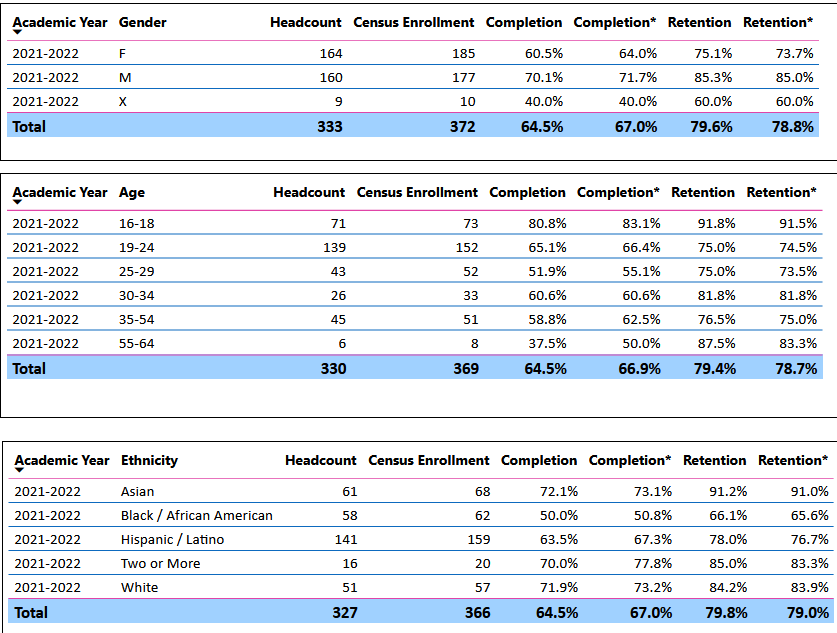 Academic Year Gender Headcount Census Enrollment Completion Completion* Retention Retention*
2021-2022 F 164 185 60.5% 64.0% 75.1% 73.7%
2021-2022 M 160 177 70.1% 71.7% 85.3% 85.0%
2021-2022 X 9 10 40.0% 40.0% 60.0% 60.0%
Total 333 372 64.5% 67.0% 79.6% 78.8%
Academic Year Age Headcount Census Enrollment Completion Completion* Retention Retention*
2021-2022 16-18 71 73 80.8% 83.1% 91.8% 91.5%
2021-2022 19-24 139 152 65.1% 66.4% 75.0% 74.5%
2021-2022 25-29 43 52 51.9% 55.1% 75.0% 73.5%
2021-2022 30-34 26 33 60.6% 60.6% 81.8% 81.8%
2021-2022 35-54 45 51 58.8% 62.5% 76.5% 75.0%
2021-2022 55-64 6 8 37.5% 50.0% 87.5% 83.3%
Total 330 369 64.5% 66.9% 79.4% 78.7%
Academic Year Ethnicity Headcount Census Enrollment Completion Completion* Retention Retention*
2021-2022 Asian 61 68 72.1% 73.1% 91.2% 91.0%
2021-2022 Black / African American 58 62 50.0% 50.8% 66.1% 65.6%
2021-2022 Hispanic / Latino 141 159 63.5% 67.3% 78.0% 76.7%
2021-2022 Two or More 16 20 70.0% 77.8% 85.0% 83.3%
2021-2022 White 51 57 71.9% 73.2% 84.2% 83.9%
Total 327 366 64.5% 67.0% 79.8% 79.0%